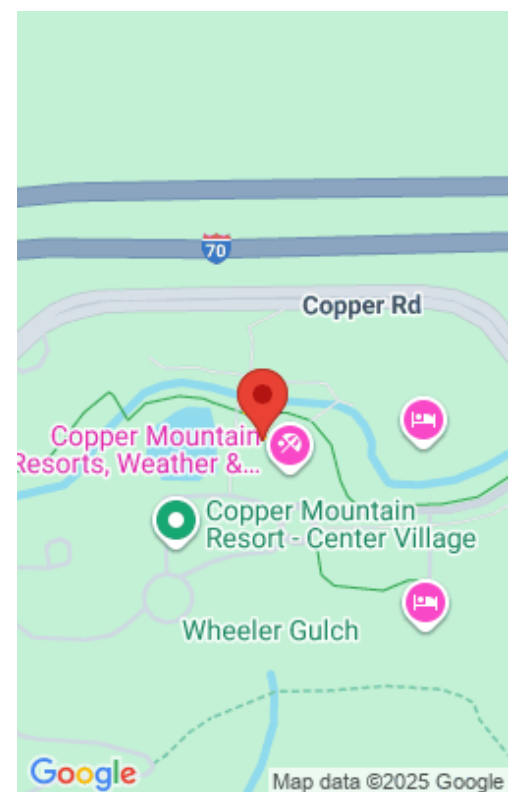 70
Copper Rd
Copper Mountain
Resorts, Weather &...
Copper Mountain
Resort - Center Village
Wheeler Gulch
Google
Map data ©2025 Google